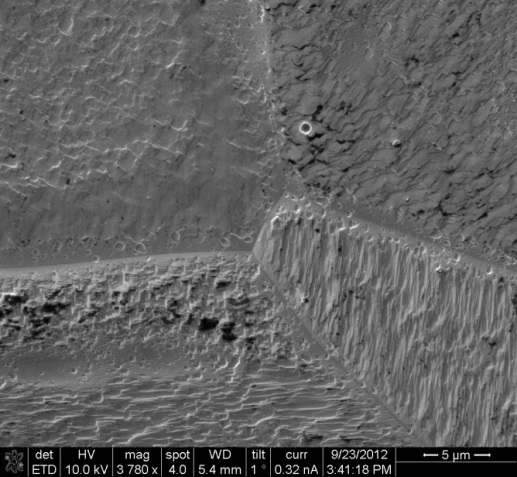 det HV mag spot WD tilt curr 9/23/2012
ETD 10.0 kV 3 780 x 4.0 5.4 mm 1 ° 0.32 nA 3:41:18 PM 5 µm